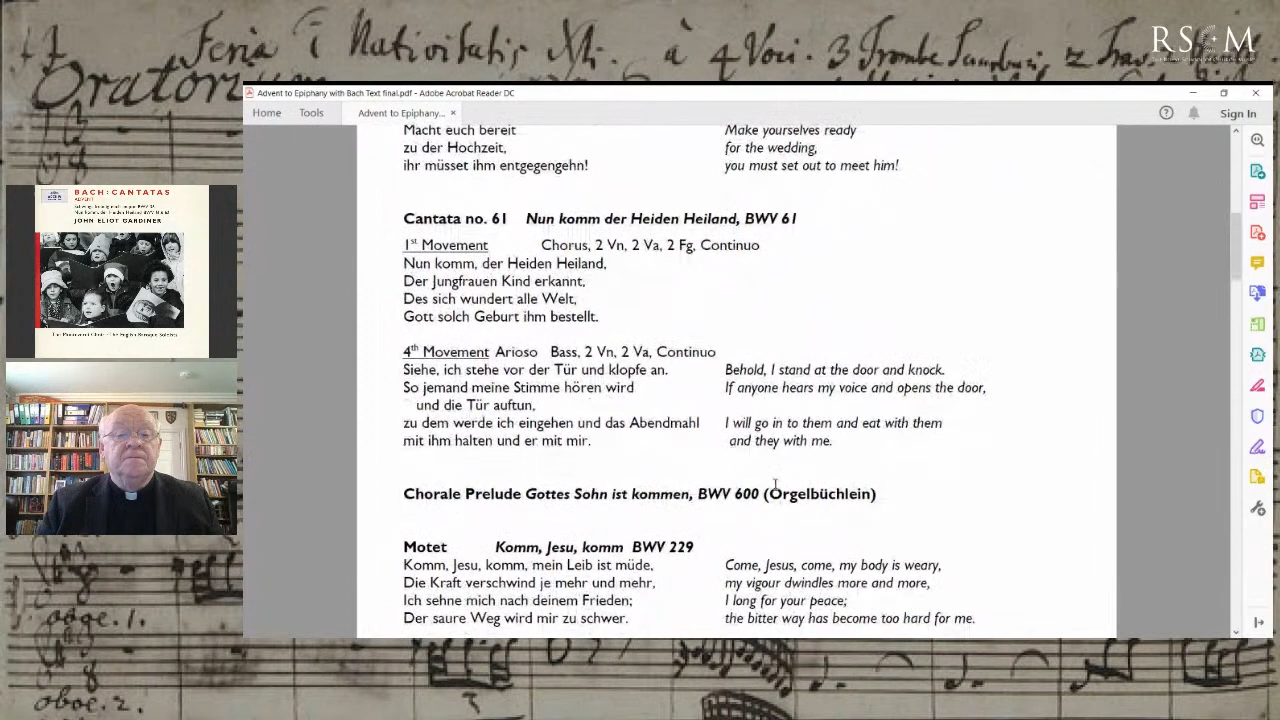 Feria ĩ Nativitatis Xti. à 4 Voci. 3 Trombe Tamburi, 2 Trav
Oratorium
RSCM
Advent to Epiphany with Bach Text final.pdf - Adobe Acrobat Reader DC
Home Tools Advent to Epiphany... × Sign In
Macht euch bereit Make yourselves ready
zu der Hochzeit, for the wedding,
ihr müsset ihm entgegengehn! you must set out to meet him!
Cantata no. 61 Nun komm der Heiden Heiland, BWV 61
1st Movement Chorus, 2 Vn, 2 Va, 2 Fg, Continuo
Nun komm, der Heiden Heiland,
Der Jungfrauen Kind erkannt,
Des sich wundert alle Welt,
Gott solch Geburt ihm bestellt.
4th Movement Arioso Bass, 2 Vn, 2 Va, Continuo
Siehe, ich stehe vor der Tür und klopfe an. Behold, I stand at the door and knock.
So jemand meine Stimme hören wird If anyone hears my voice and opens the door,
und die Tür auftun,
zu dem werde ich eingehen und das Abendmahl I will go in to them and eat with them
mit ihm halten und er mit mir. and they with me.
Chorale Prelude Gottes Sohn ist kommen, BWV 600 (Orgelbüchlein)
Motet Komm, Jesu, komm BWV 229
Komm, Jesu, komm, mein Leib ist müde, Come, Jesus, come, my body is weary,
Die Kraft verschwind je mehr und mehr, my vigour dwindles more and more,
Ich sehne mich nach deinem Frieden; I long for your peace;
Der saure Weg wird mir zu schwer. the bitter way has become too hard for me.
BACH: CANTATAS
ADVENT
JOHN ELIOT GARDINER
The Monteverdi Choir · The English Baroque Soloists
oboe. 1.
oboe. 2.